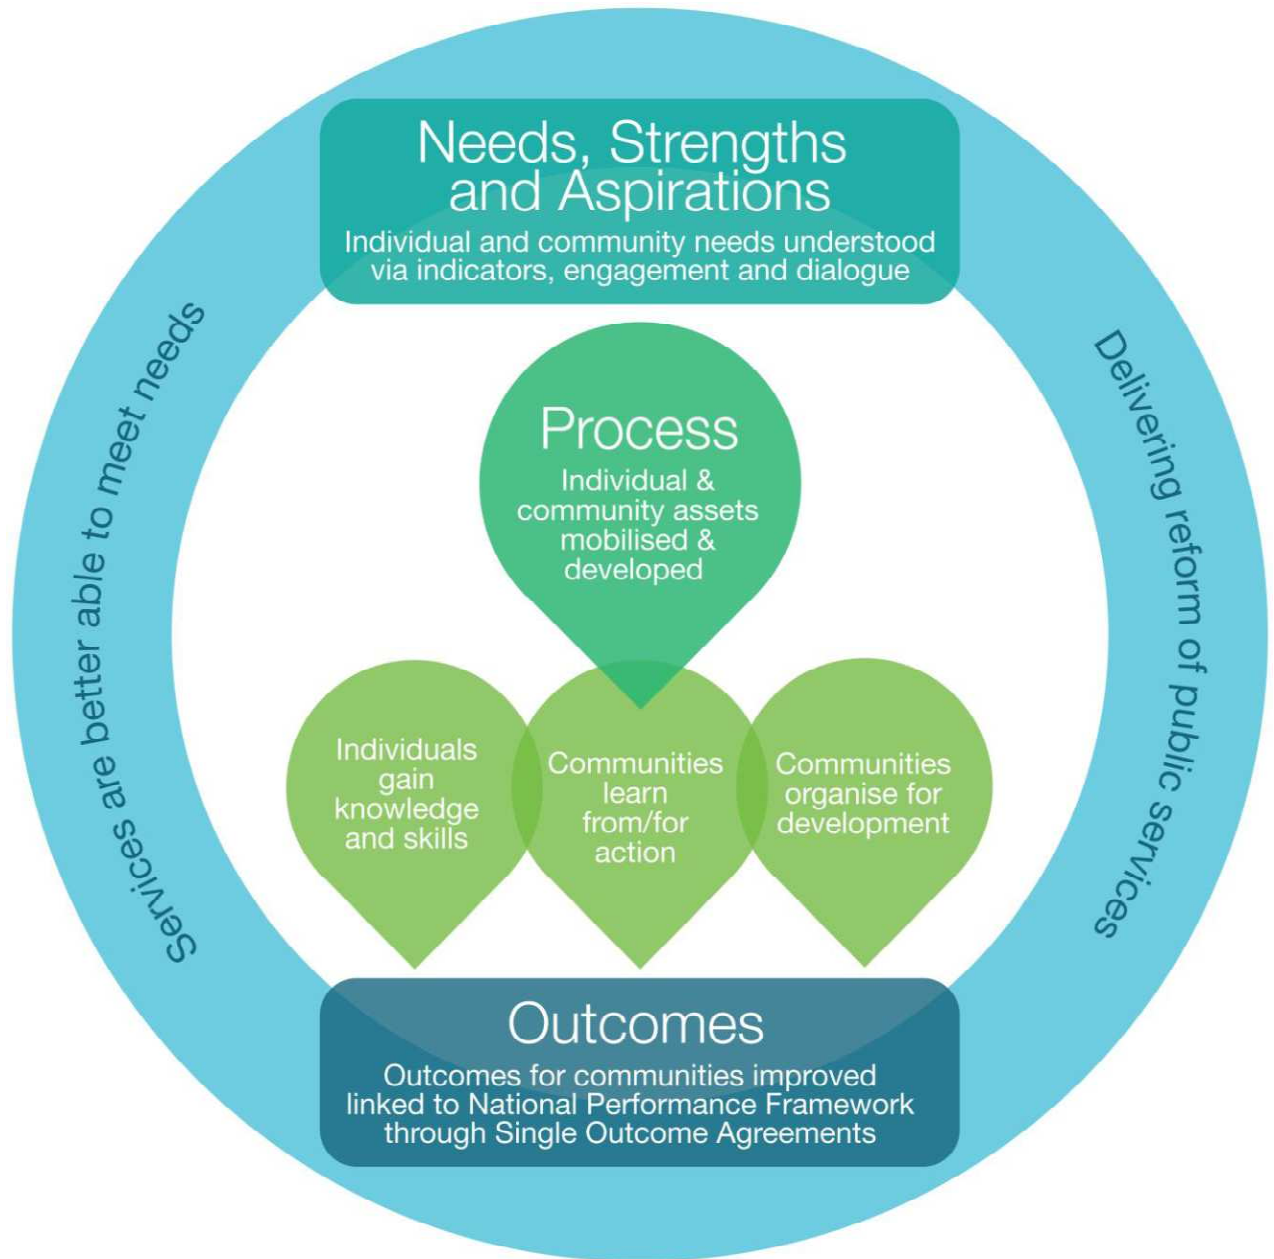 Needs, Strengths
and Aspirations
Individual and community needs understood
via indicators, engagement and dialogue
Services are better able to meet needs
Delivering reform of public services
Process
Individual &
community assets
mobilised &
developed
Individuals
gain
knowledge
and skills
Communities
learn
from/for
action
Communities
organise for
development
Outcomes
Outcomes for communities improved
linked to National Performance Framework
through Single Outcome Agreements